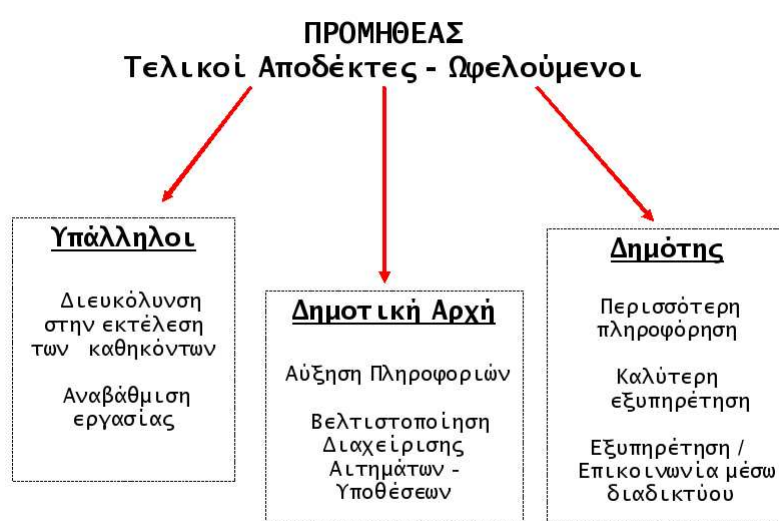 ΠΡΟΜΗΘΕΑΣ
Τελικοί Αποδέκτες - Ωφελούμενοι
Υπάλληλοι
Διευκόλυνση
στην εκτέλεση
των καθηκόντων
Αναβάθμιση
εργασίας
Δημοτική Αρχή
Αύξηση Πληροφοριών
Βελτιστοποίηση
Διαχείρισης
Αιτημάτων -
Υποθέσεων
Δημότης
Περισσότερη
πληροφόρηση
Καλύτερη
εξυπηρέτηση
Εξυπηρέτηση /
Επικοινωνία μέσω
διαδικτύου